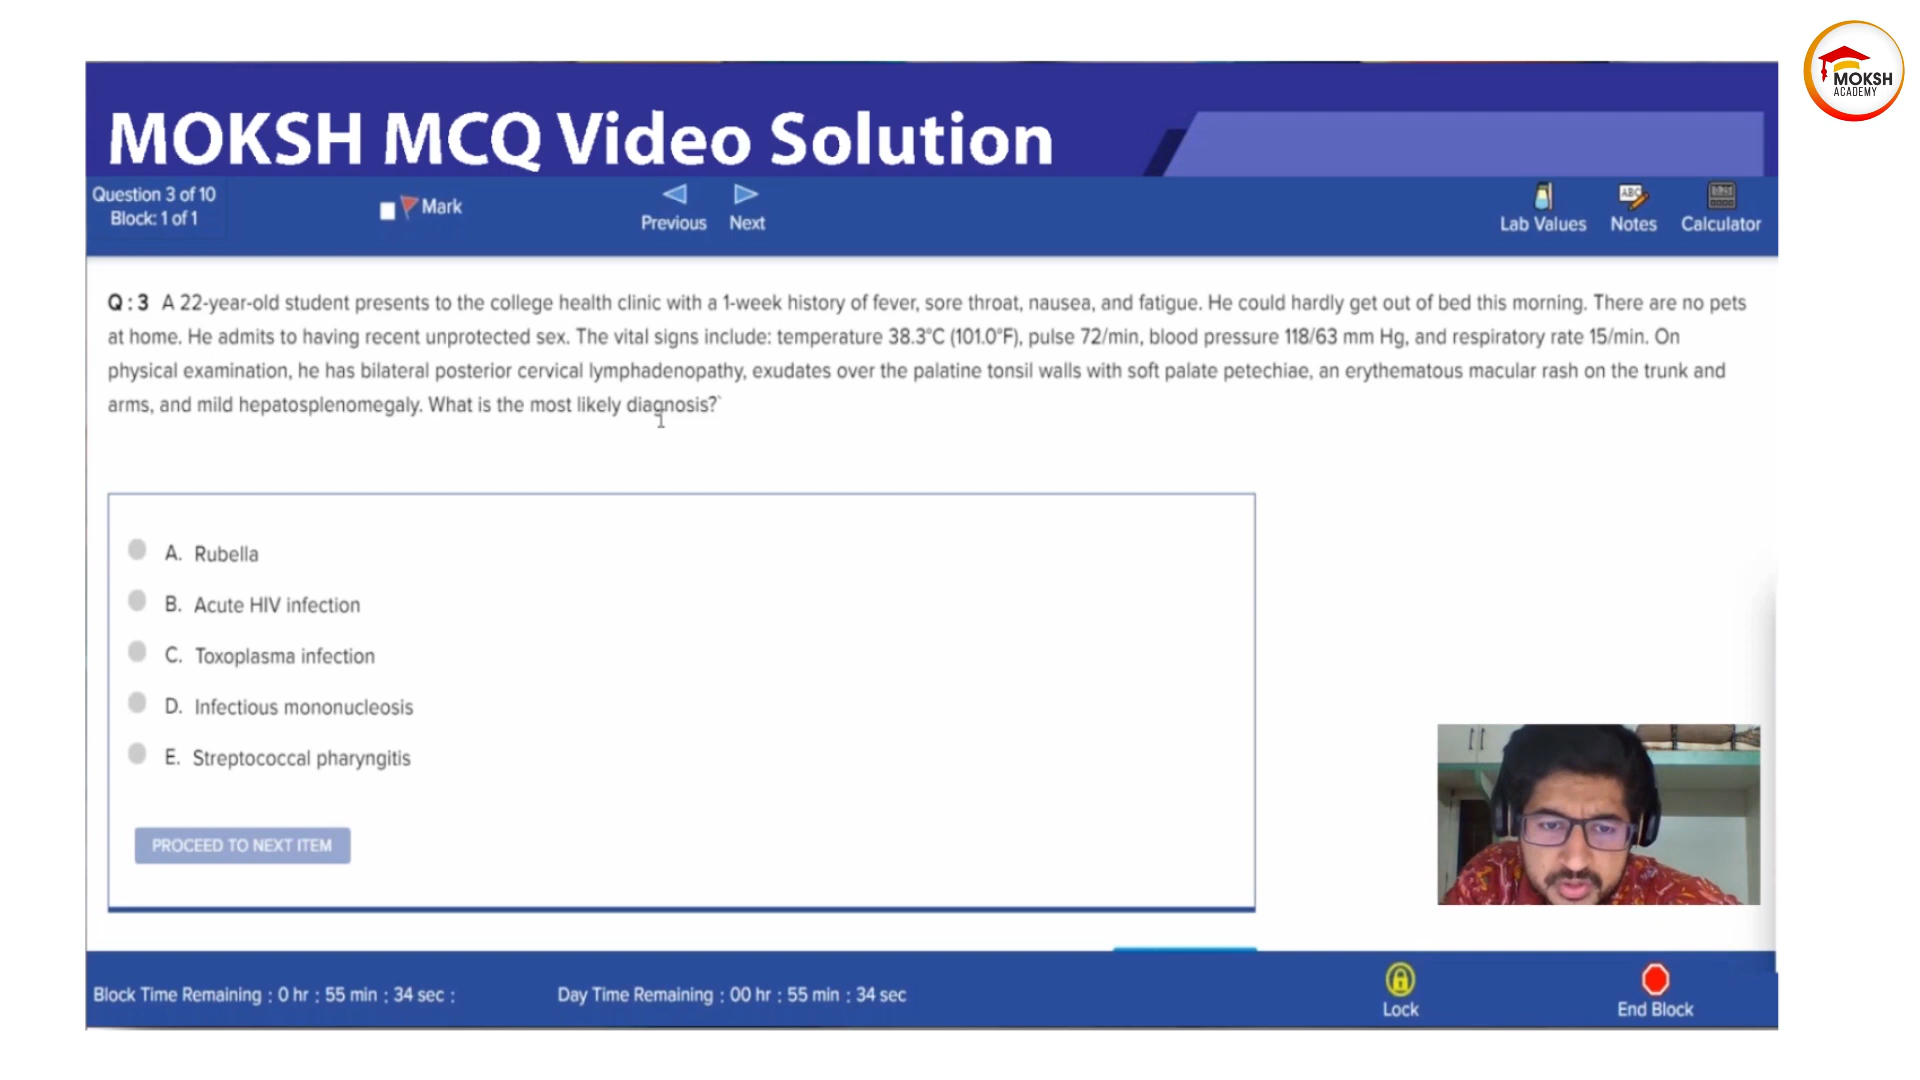 MOKSH
ACADEMY
MOKSH MCQ Video Solution
Question 3 of 10
Block: 1 of 1
Mark
Previous
Next
Lab Values
Notes
Calculator
Q : 3 A 22-year-old student presents to the college health clinic with a 1-week history of fever, sore throat, nausea, and fatigue. He could hardly get out of bed this morning. There are no pets
at home. He admits to having recent unprotected sex. The vital signs include: temperature 38.3°C (101.0°F), pulse 72/min, blood pressure 118/63 mm Hg, and respiratory rate 15/min. On
physical examination, he has bilateral posterior cervical lymphadenopathy, exudates over the palatine tonsil walls with soft palate petechiae, an erythematous macular rash on the trunk and
arms, and mild hepatosplenomegaly. What is the most likely diagnosis?`
A. Rubella
B. Acute HIV infection
C. Toxoplasma infection
D. Infectious mononucleosis
E. Streptococcal pharyngitis
PROCEED TO NEXT ITEM
Block Time Remaining : 0 hr : 55 min : 34 sec :
Day Time Remaining : 00 hr : 55 min : 34 sec
Lock
End Block